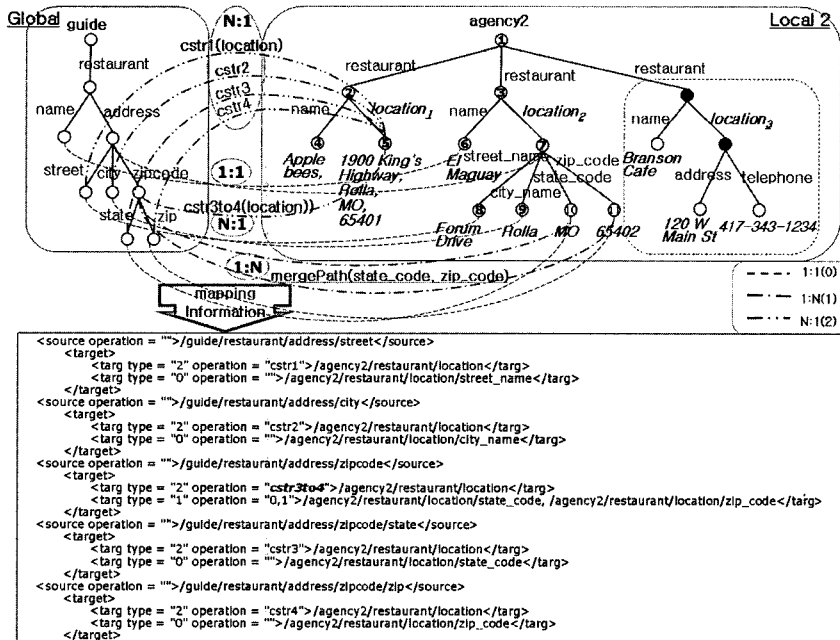 Global
guide
restaurant
name
address
street
city
zipcode
state
zip
N:1
cstr1(location)
cstr2
cstr3
cstr4
1:1
cstr3to4(location))
N:1
1:N
mergePath(state_code, zip_code)
mapping
Information
Local 2
agency2
1
restaurant
restaurant
restaurant
2
3
name
location1
name
location2
name
location3
4
5
6
7
Apple
bees,
1900 King's
Highway,
Rolla,
MO,
65401
El
Maguay
street_name
zip_code
state_code
city_name
8
9
10
11
Forum
Drive
Rolla
MO
65402
Branson
Cafe
address
telephone
120 W
Main St
417-343-1234
1:1(0)
1:N(1)
N:1(2)
<source operation = "">/guide/restaurant/address/street</source>
<target>
<targ type = "2" operation = "cstr1">/agency2/restaurant/location</targ>
<targ type = "0" operation = "">/agency2/restaurant/location/street_name</targ>
</target>
<source operation = "">/guide/restaurant/address/city</source>
<target>
<targ type = "2" operation = "cstr2">/agency2/restaurant/location</targ>
<targ type = "0" operation = "">/agency2/restaurant/location/city_name</targ>
</target>
<source operation = "">/guide/restaurant/address/zipcode</source>
<target>
<targ type = "2" operation = "cstr3to4">/agency2/restaurant/location</targ>
<targ type = "1" operation = "0,1">/agency2/restaurant/location/state_code, /agency2/restaurant/location/zip_code</targ>
</target>
<source operation = "">/guide/restaurant/address/zipcode/state</source>
<target>
<targ type = "2" operation = "cstr3">/agency2/restaurant/location</targ>
<targ type = "0" operation = "">/agency2/restaurant/location/state_code</targ>
</target>
<source operation = "">/guide/restaurant/address/zipcode/zip</source>
<target>
<targ type = "2" operation = "cstr4">/agency2/restaurant/location</targ>
<targ type = "0" operation = "">/agency2/restaurant/location/zip_code</targ>
</target>